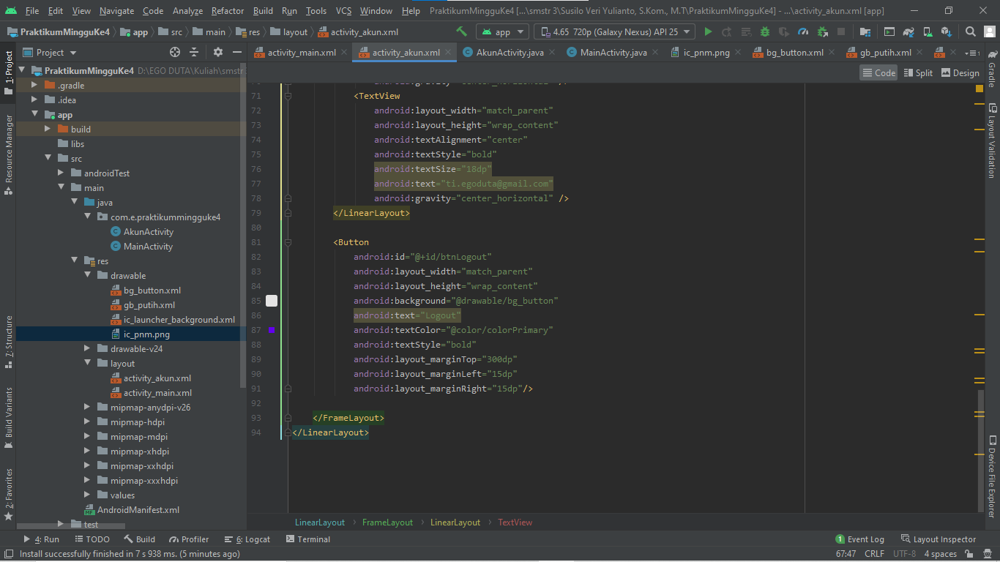 File Edit View Navigate Code Analyze Refactor Build Run Tools VCS Window Help PraktikumMingguKe4 [...\smstr 3\Susilo Veri Yulianto, S.Kom., M.T\PraktikumMingguKe4] - ...\activity_akun.xml [app]
PraktikumMingguKe4 app src main res layout activity_akun.xml app 4.65 720p (Galaxy Nexus) API 25
Project activity_main.xml activity_akun.xml AkunActivity.java MainActivity.java ic_pnm.png bg_button.xml gb_putih.xml
Code Split Design
1: Project
Resource Manager
7: Structure
Build Variants
2: Favorites
PraktikumMingguKe4 D:\EGO DUTA\Kuliah\smstr
.gradle
.idea
app
build
libs
src
androidTest
main
java
com.e.praktikummingguke4
AkunActivity
MainActivity
res
drawable
bg_button.xml
gb_putih.xml
ic_launcher_background.xml
ic_pnm.png
drawable-v24
layout
activity_akun.xml
activity_main.xml
mipmap-anydpi-v26
mipmap-hdpi
mipmap-mdpi
mipmap-xhdpi
mipmap-xxhdpi
mipmap-xxxhdpi
values
AndroidManifest.xml
test
71 <TextView
72 android:layout_width="match_parent"
73 android:layout_height="wrap_content"
74 android:textAlignment="center"
75 android:textStyle="bold"
76 android:textSize="18dp"
77 android:text="ti.egoduta@gmail.com"
78 android:gravity="center_horizontal" />
79 </LinearLayout>
80
81 <Button
82 android:id="@+id/btnLogout"
83 android:layout_width="match_parent"
84 android:layout_height="wrap_content"
85 android:background="@drawable/bg_button"
86 android:text="Logout"
87 android:textColor="@color/colorPrimary"
88 android:textStyle="bold"
89 android:layout_marginTop="300dp"
90 android:layout_marginLeft="15dp"
91 android:layout_marginRight="15dp"/>
92
93 </FrameLayout>
94 </LinearLayout>
Gradle
Layout Validation
Device File Explorer
LinearLayout FrameLayout LinearLayout TextView
4: Run TODO Build Profiler 6: Logcat Terminal 1 Event Log Layout Inspector
Install successfully finished in 7 s 938 ms. (5 minutes ago) 67:47 CRLF UTF-8 4 spaces